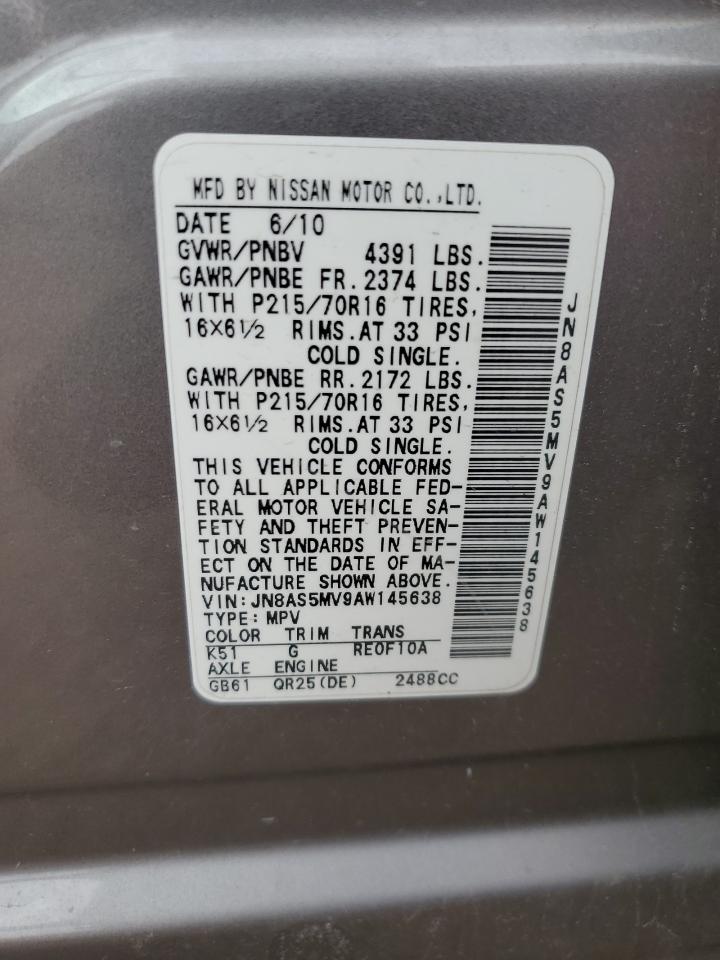 MFD BY NISSAN MOTOR CO.,LTD.
DATE 6/10
GVWR/PNBV 4391 LBS.
GAWR/PNBE FR. 2374 LBS.
WITH P215/70R16 TIRES,
16X6½ RIMS.AT 33 PSI
COLD SINGLE.
GAWR/PNBE RR. 2172 LBS.
WITH P215/70R16 TIRES,
16X6½ RIMS.AT 33 PSI
COLD SINGLE.
THIS VEHICLE CONFORMS
TO ALL APPLICABLE FED-
ERAL MOTOR VEHICLE SA-
FETY AND THEFT PREVEN-
TION STANDARDS IN EFF-
ECT ON THE DATE OF MA-
NUFACTURE SHOWN ABOVE.
VIN:JN8AS5MV9AW145638
TYPE:MPV
COLOR TRIM TRANS
K51 G RE0F10A
AXLE ENGINE
GB61 QR25(DE) 2488CC
JN8AS5MV9AW145638